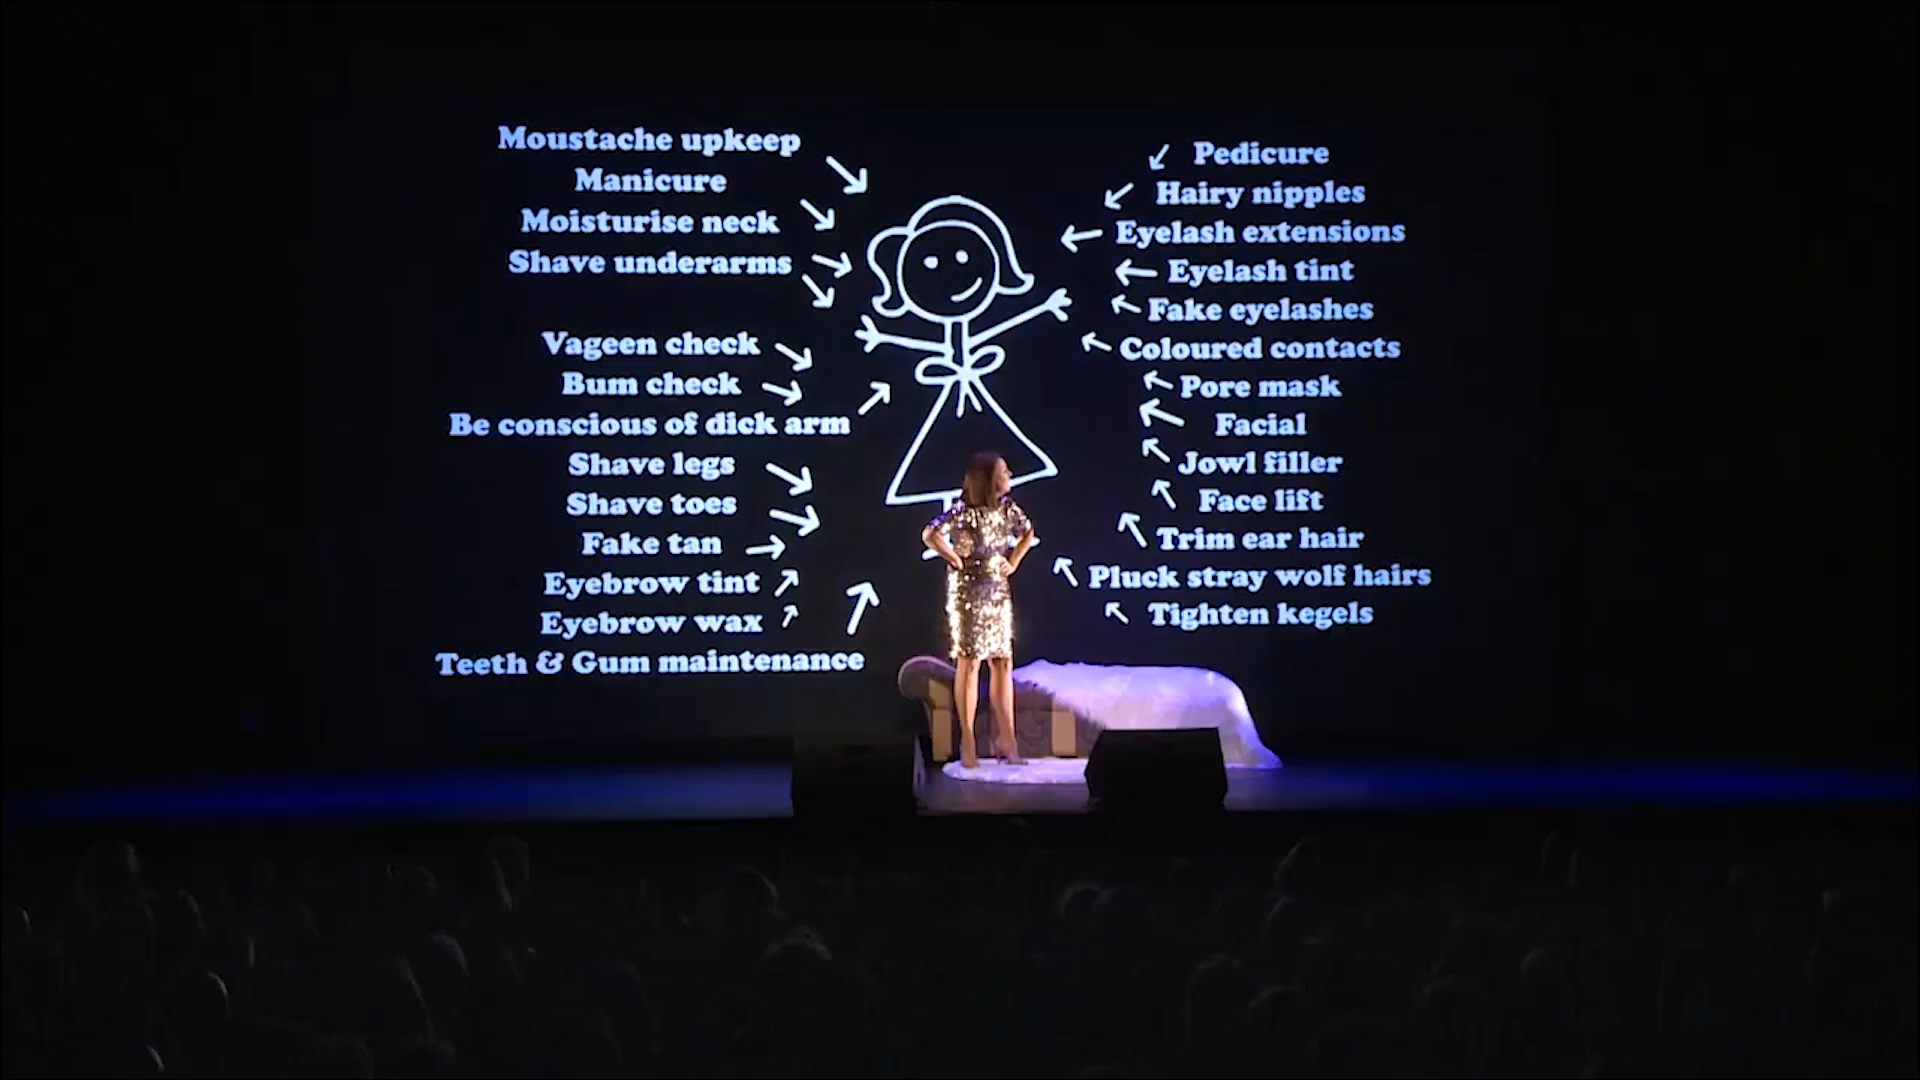 Moustache upkeep
Manicure
Moisturise neck
Shave underarms
Vageen check
Bum check
Be conscious of dick arm
Shave legs
Shave toes
Fake tan
Eyebrow tint
Eyebrow wax
Teeth & Gum maintenance
Pedicure
Hairy nipples
Eyelash extensions
Eyelash tint
Fake eyelashes
Coloured contacts
Pore mask
Facial
Jowl filler
Face lift
Trim ear hair
Pluck stray wolf hairs
Tighten kegels